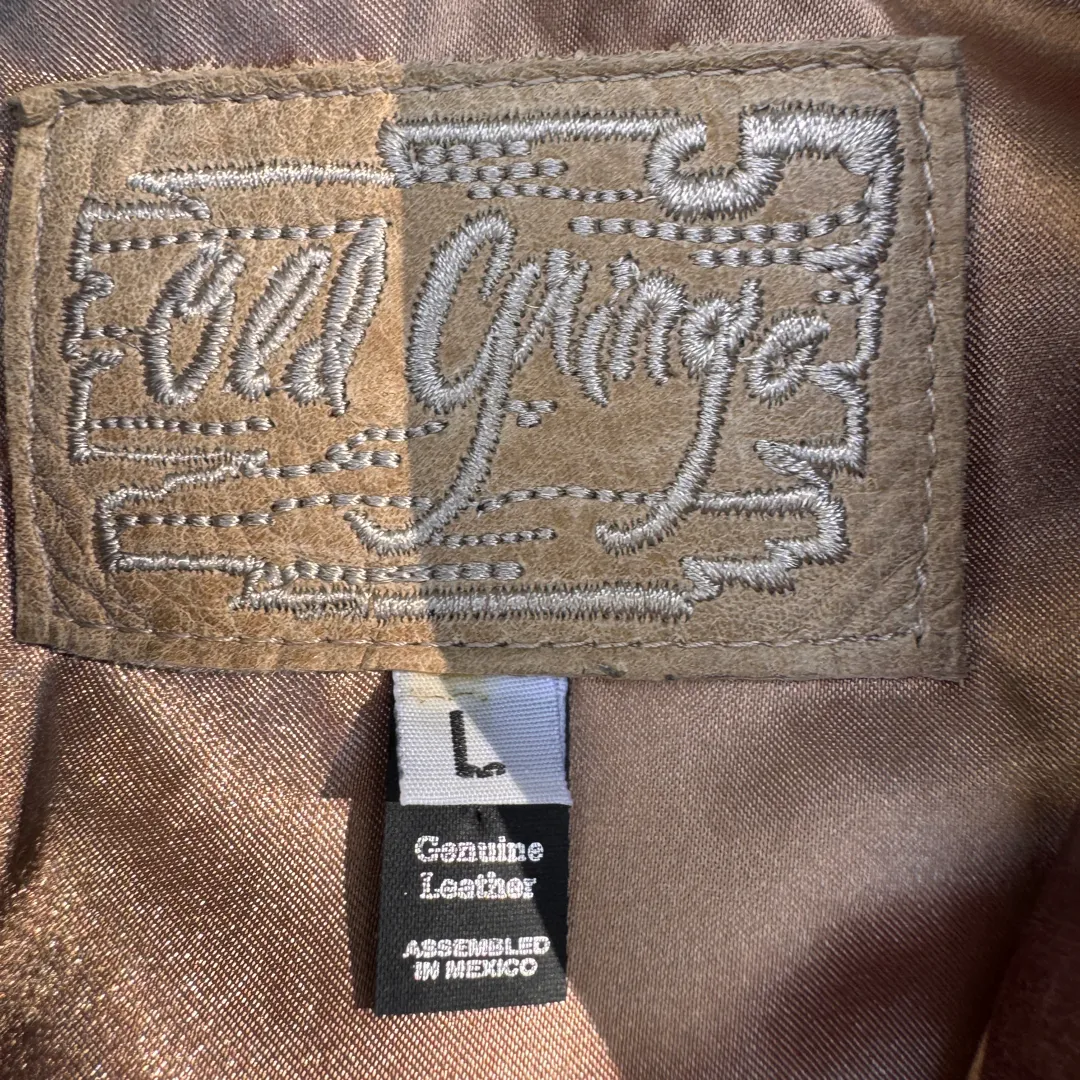 Old Gringo
L
Genuine
Leather
ASSEMBLED
IN MEXICO